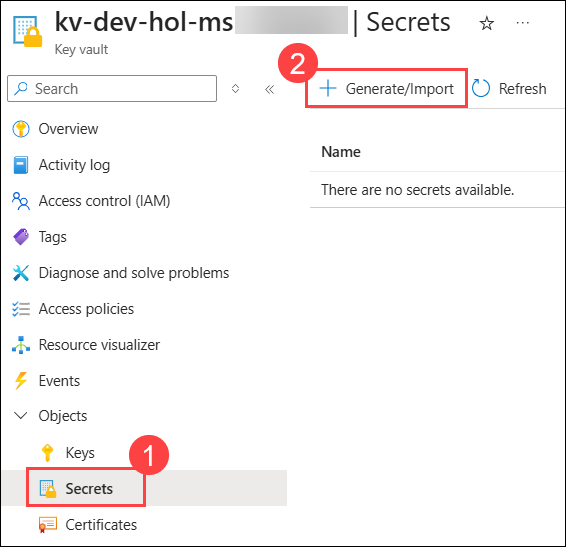 kv-dev-hol-ms | Secrets
Key vault
2
Search
Generate/Import
Refresh
Overview
Activity log
Access control (IAM)
Tags
Diagnose and solve problems
Access policies
Resource visualizer
Events
Objects
Keys
1
Secrets
Certificates
Name
There are no secrets available.